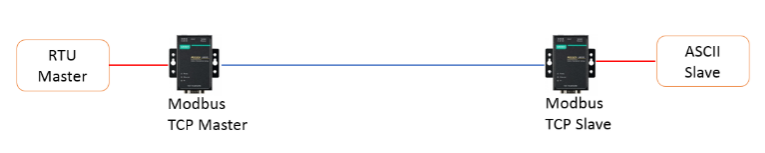 RTU
Master
Modbus
TCP Master
Modbus
TCP Slave
ASCII
Slave